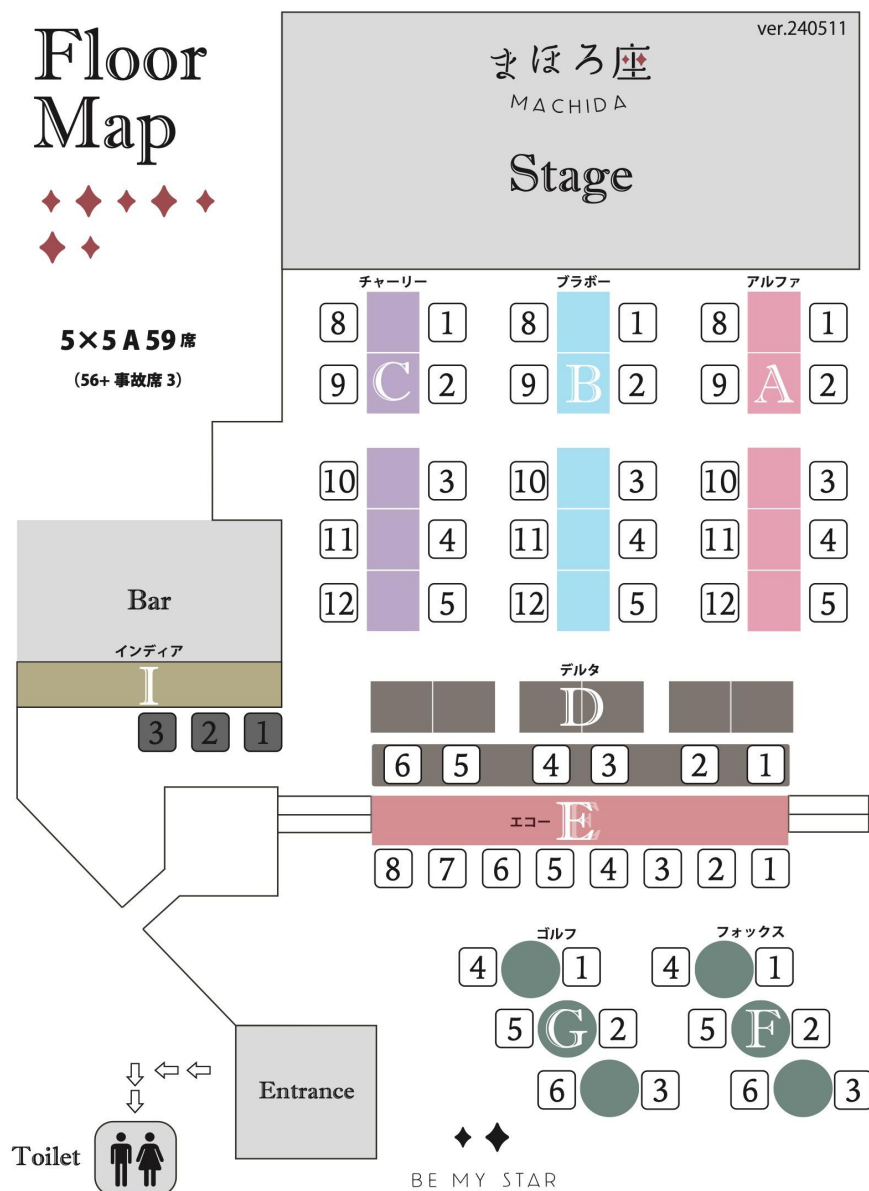 Floor
Map
ver.240511
まほろ座
MACHIDA
Stage
5×5 A 59 席
（56+ 事故席 3）
チャーリー ブラボー アルファ
8 1 8 1 8 1
9 C 2 9 B 2 9 A 2
10 3 10 3 10 3
11 4 11 4 11 4
12 5 12 5 12 5
Bar
インディア
I
3 2 1
デルタ
D
6 5 4 3 2 1
エコー E
8 7 6 5 4 3 2 1
ゴルフ フォックス
4 1 4 1
5 G 2 5 F 2
6 3 6 3
Entrance
Toilet
BE MY STAR